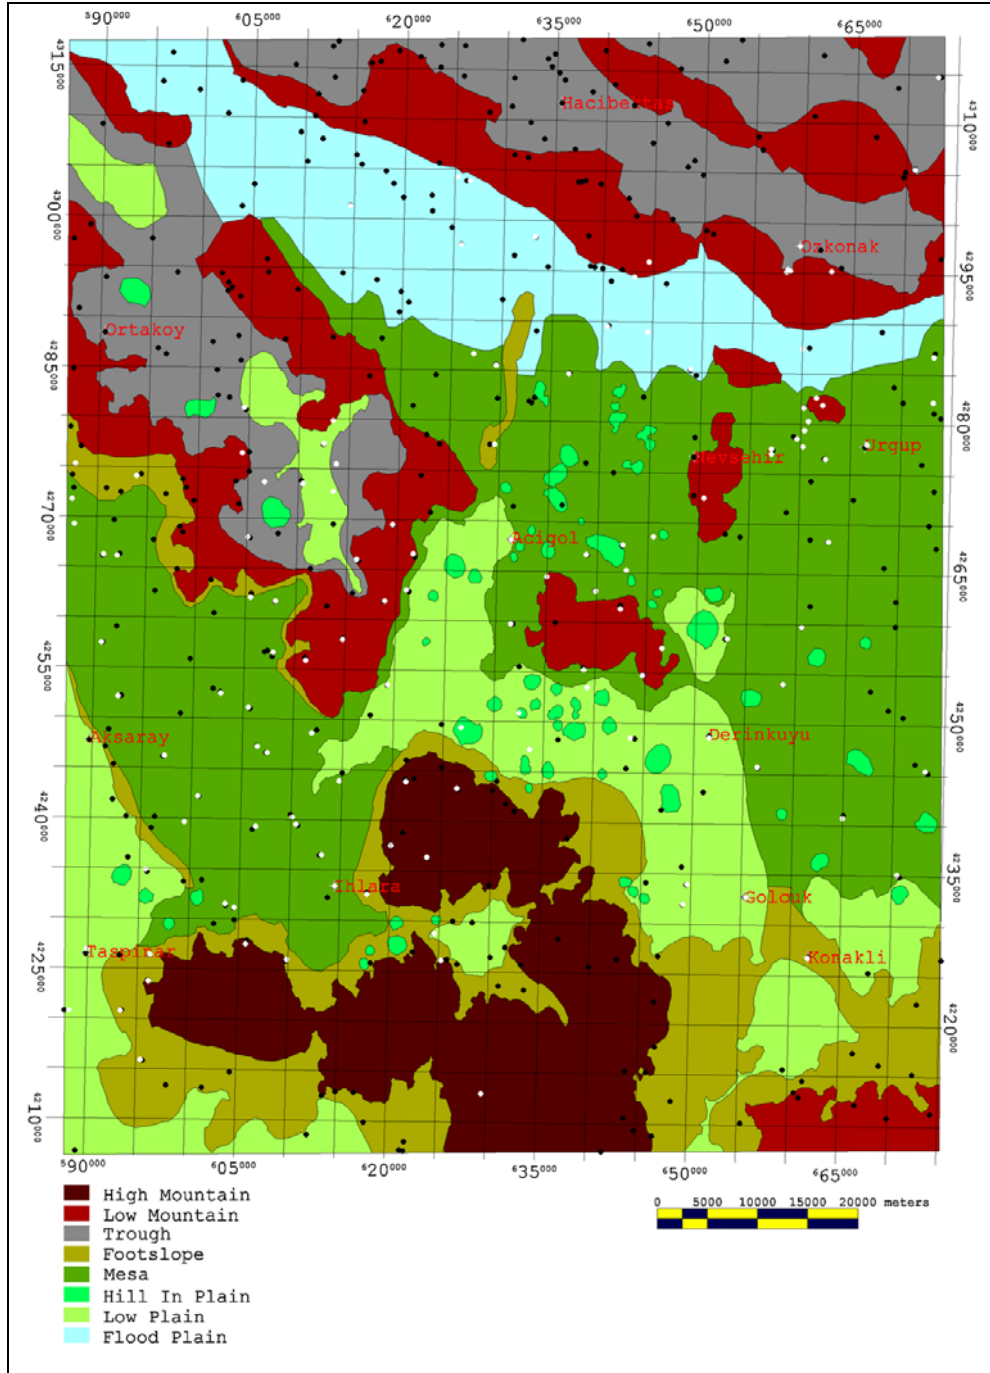 590000 605000 620000 635000 650000 665000
4315000
4310000
Hacibektas
4300000
Ozkonak
4295000
Ortakoy
4285000
4280000
Urgup
Nevsehir
4270000
Acigol
4265000
4255000
4250000
Aksaray
Derinkuyu
4240000
4235000
Ihlara
Golcuk
Taspinar
Konakli
4225000
4220000
4210000
590000 605000 620000 635000 650000 665000
High Mountain
Low Mountain
Trough
Footslope
Mesa
Hill In Plain
Low Plain
Flood Plain
0 5000 10000 15000 20000 meters